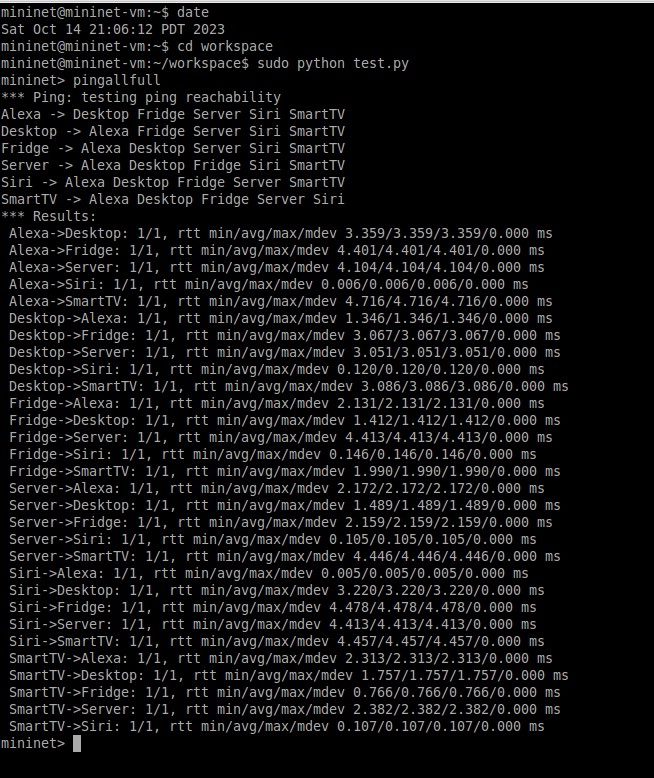 mininet@mininet-vm:~$ date
Sat Oct 14 21:06:12 PDT 2023
mininet@mininet-vm:~$ cd workspace
mininet@mininet-vm:~/workspace$ sudo python test.py
mininet> pingallfull
*** Ping: testing ping reachability
Alexa -> Desktop Fridge Server Siri SmartTV
Desktop -> Alexa Fridge Server Siri SmartTV
Fridge -> Alexa Desktop Server Siri SmartTV
Server -> Alexa Desktop Fridge Siri SmartTV
Siri -> Alexa Desktop Fridge Server SmartTV
SmartTV -> Alexa Desktop Fridge Server Siri
*** Results:
 Alexa->Desktop: 1/1, rtt min/avg/max/mdev 3.359/3.359/3.359/0.000 ms
 Alexa->Fridge: 1/1, rtt min/avg/max/mdev 4.401/4.401/4.401/0.000 ms
 Alexa->Server: 1/1, rtt min/avg/max/mdev 4.104/4.104/4.104/0.000 ms
 Alexa->Siri: 1/1, rtt min/avg/max/mdev 0.006/0.006/0.006/0.000 ms
 Alexa->SmartTV: 1/1, rtt min/avg/max/mdev 4.716/4.716/4.716/0.000 ms
 Desktop->Alexa: 1/1, rtt min/avg/max/mdev 1.346/1.346/1.346/0.000 ms
 Desktop->Fridge: 1/1, rtt min/avg/max/mdev 3.067/3.067/3.067/0.000 ms
 Desktop->Server: 1/1, rtt min/avg/max/mdev 3.051/3.051/3.051/0.000 ms
 Desktop->Siri: 1/1, rtt min/avg/max/mdev 0.120/0.120/0.120/0.000 ms
 Desktop->SmartTV: 1/1, rtt min/avg/max/mdev 3.086/3.086/3.086/0.000 ms
 Fridge->Alexa: 1/1, rtt min/avg/max/mdev 2.131/2.131/2.131/0.000 ms
 Fridge->Desktop: 1/1, rtt min/avg/max/mdev 1.412/1.412/1.412/0.000 ms
 Fridge->Server: 1/1, rtt min/avg/max/mdev 4.413/4.413/4.413/0.000 ms
 Fridge->Siri: 1/1, rtt min/avg/max/mdev 0.146/0.146/0.146/0.000 ms
 Fridge->SmartTV: 1/1, rtt min/avg/max/mdev 1.990/1.990/1.990/0.000 ms
 Server->Alexa: 1/1, rtt min/avg/max/mdev 2.172/2.172/2.172/0.000 ms
 Server->Desktop: 1/1, rtt min/avg/max/mdev 1.489/1.489/1.489/0.000 ms
 Server->Fridge: 1/1, rtt min/avg/max/mdev 2.159/2.159/2.159/0.000 ms
 Server->Siri: 1/1, rtt min/avg/max/mdev 0.105/0.105/0.105/0.000 ms
 Server->SmartTV: 1/1, rtt min/avg/max/mdev 4.446/4.446/4.446/0.000 ms
 Siri->Alexa: 1/1, rtt min/avg/max/mdev 0.005/0.005/0.005/0.000 ms
 Siri->Desktop: 1/1, rtt min/avg/max/mdev 3.220/3.220/3.220/0.000 ms
 Siri->Fridge: 1/1, rtt min/avg/max/mdev 4.478/4.478/4.478/0.000 ms
 Siri->Server: 1/1, rtt min/avg/max/mdev 4.413/4.413/4.413/0.000 ms
 Siri->SmartTV: 1/1, rtt min/avg/max/mdev 4.457/4.457/4.457/0.000 ms
 SmartTV->Alexa: 1/1, rtt min/avg/max/mdev 2.313/2.313/2.313/0.000 ms
 SmartTV->Desktop: 1/1, rtt min/avg/max/mdev 1.757/1.757/1.757/0.000 ms
 SmartTV->Fridge: 1/1, rtt min/avg/max/mdev 0.766/0.766/0.766/0.000 ms
 SmartTV->Server: 1/1, rtt min/avg/max/mdev 2.382/2.382/2.382/0.000 ms
 SmartTV->Siri: 1/1, rtt min/avg/max/mdev 0.107/0.107/0.107/0.000 ms
mininet>